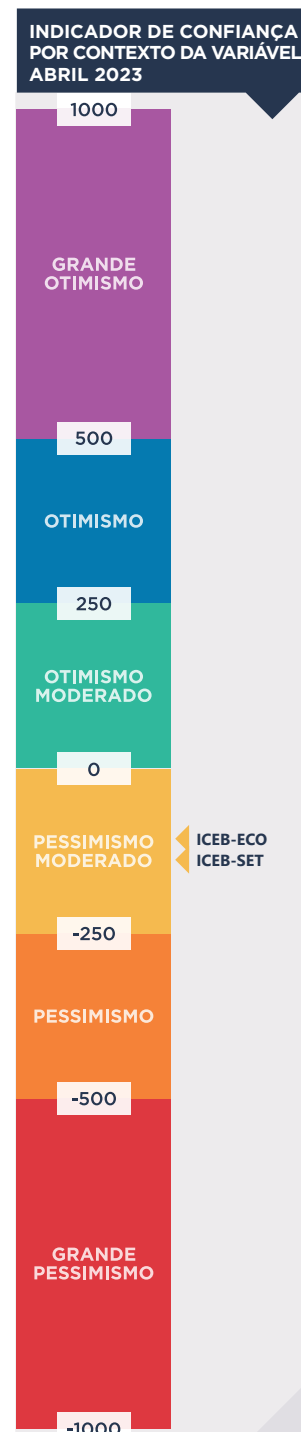 INDICADOR DE CONFIANÇA
POR CONTEXTO DA VARIÁVEL
ABRIL 2023
1000
GRANDE
OTIMISMO
500
OTIMISMO
250
OTIMISMO
MODERADO
0
PESSIMISMO
MODERADO
ICEB-ECO
ICEB-SET
-250
PESSIMISMO
-500
GRANDE
PESSIMISMO
-1000